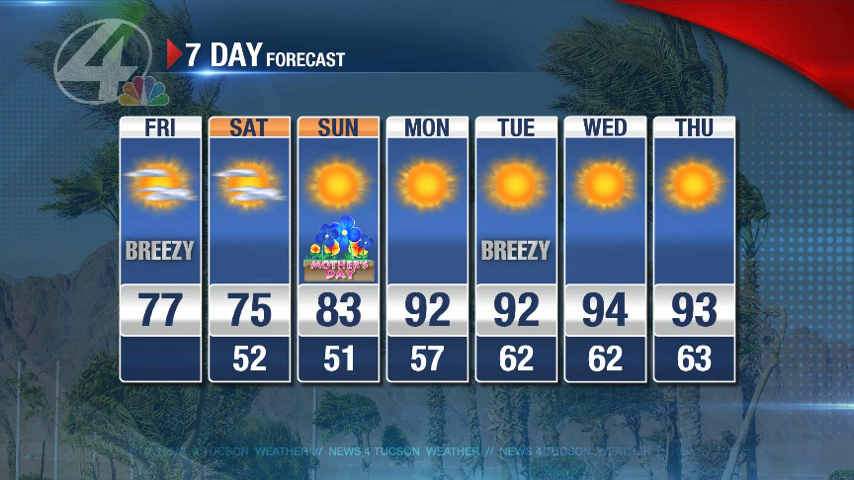 4
7 DAY FORECAST
FRI SAT SUN MON TUE WED THU
BREEZY
MOTHER'S
DAY
BREEZY
77 75 83 92 92 94 93
52 51 57 62 62 63
NEWS 4 TUCSON WEATHER // NEWS 4 TUCSON WEATHER // NEWS 4 TUCSON WEATHER